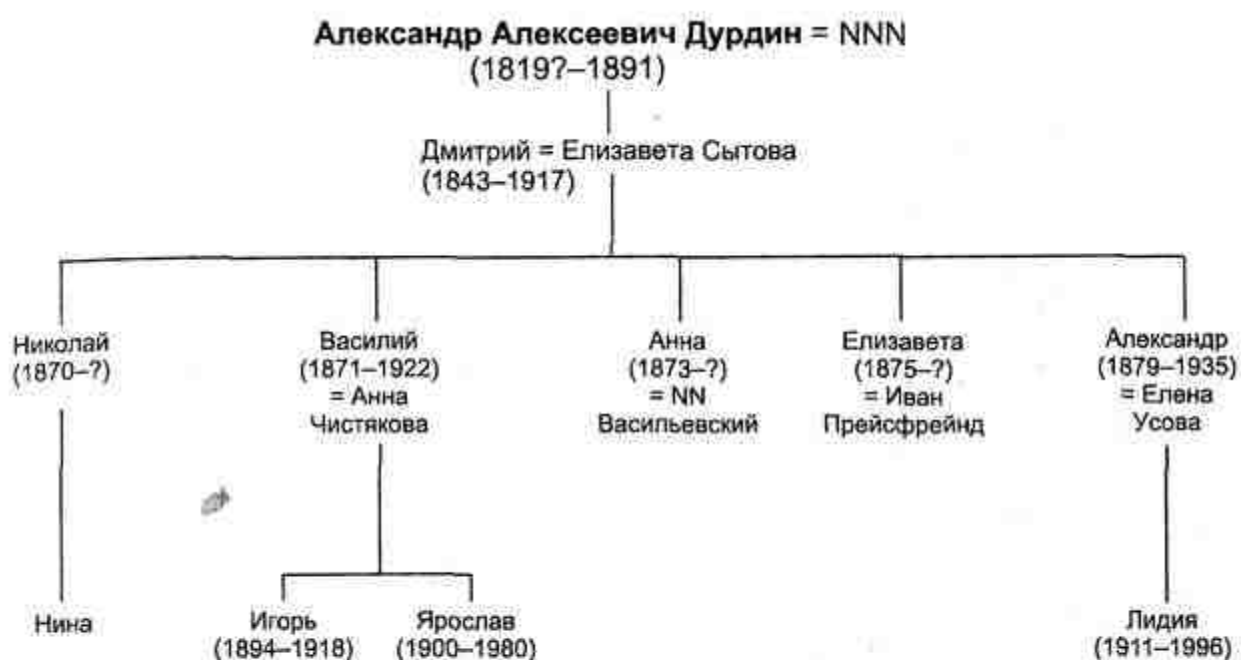 Александр Алексеевич Дурдин = NNN
(1819?–1891)
Дмитрий = Елизавета Сытова
(1843–1917)
Николай
(1870–?)
Василий
(1871–1922)
= Анна
Чистякова
Анна
(1873–?)
= NN
Васильевский
Елизавета
(1875–?)
= Иван
Прейсфрейнд
Александр
(1879–1935)
= Елена
Усова
Нина
Игорь
(1894–1918)
Ярослав
(1900–1980)
Лидия
(1911–1996)